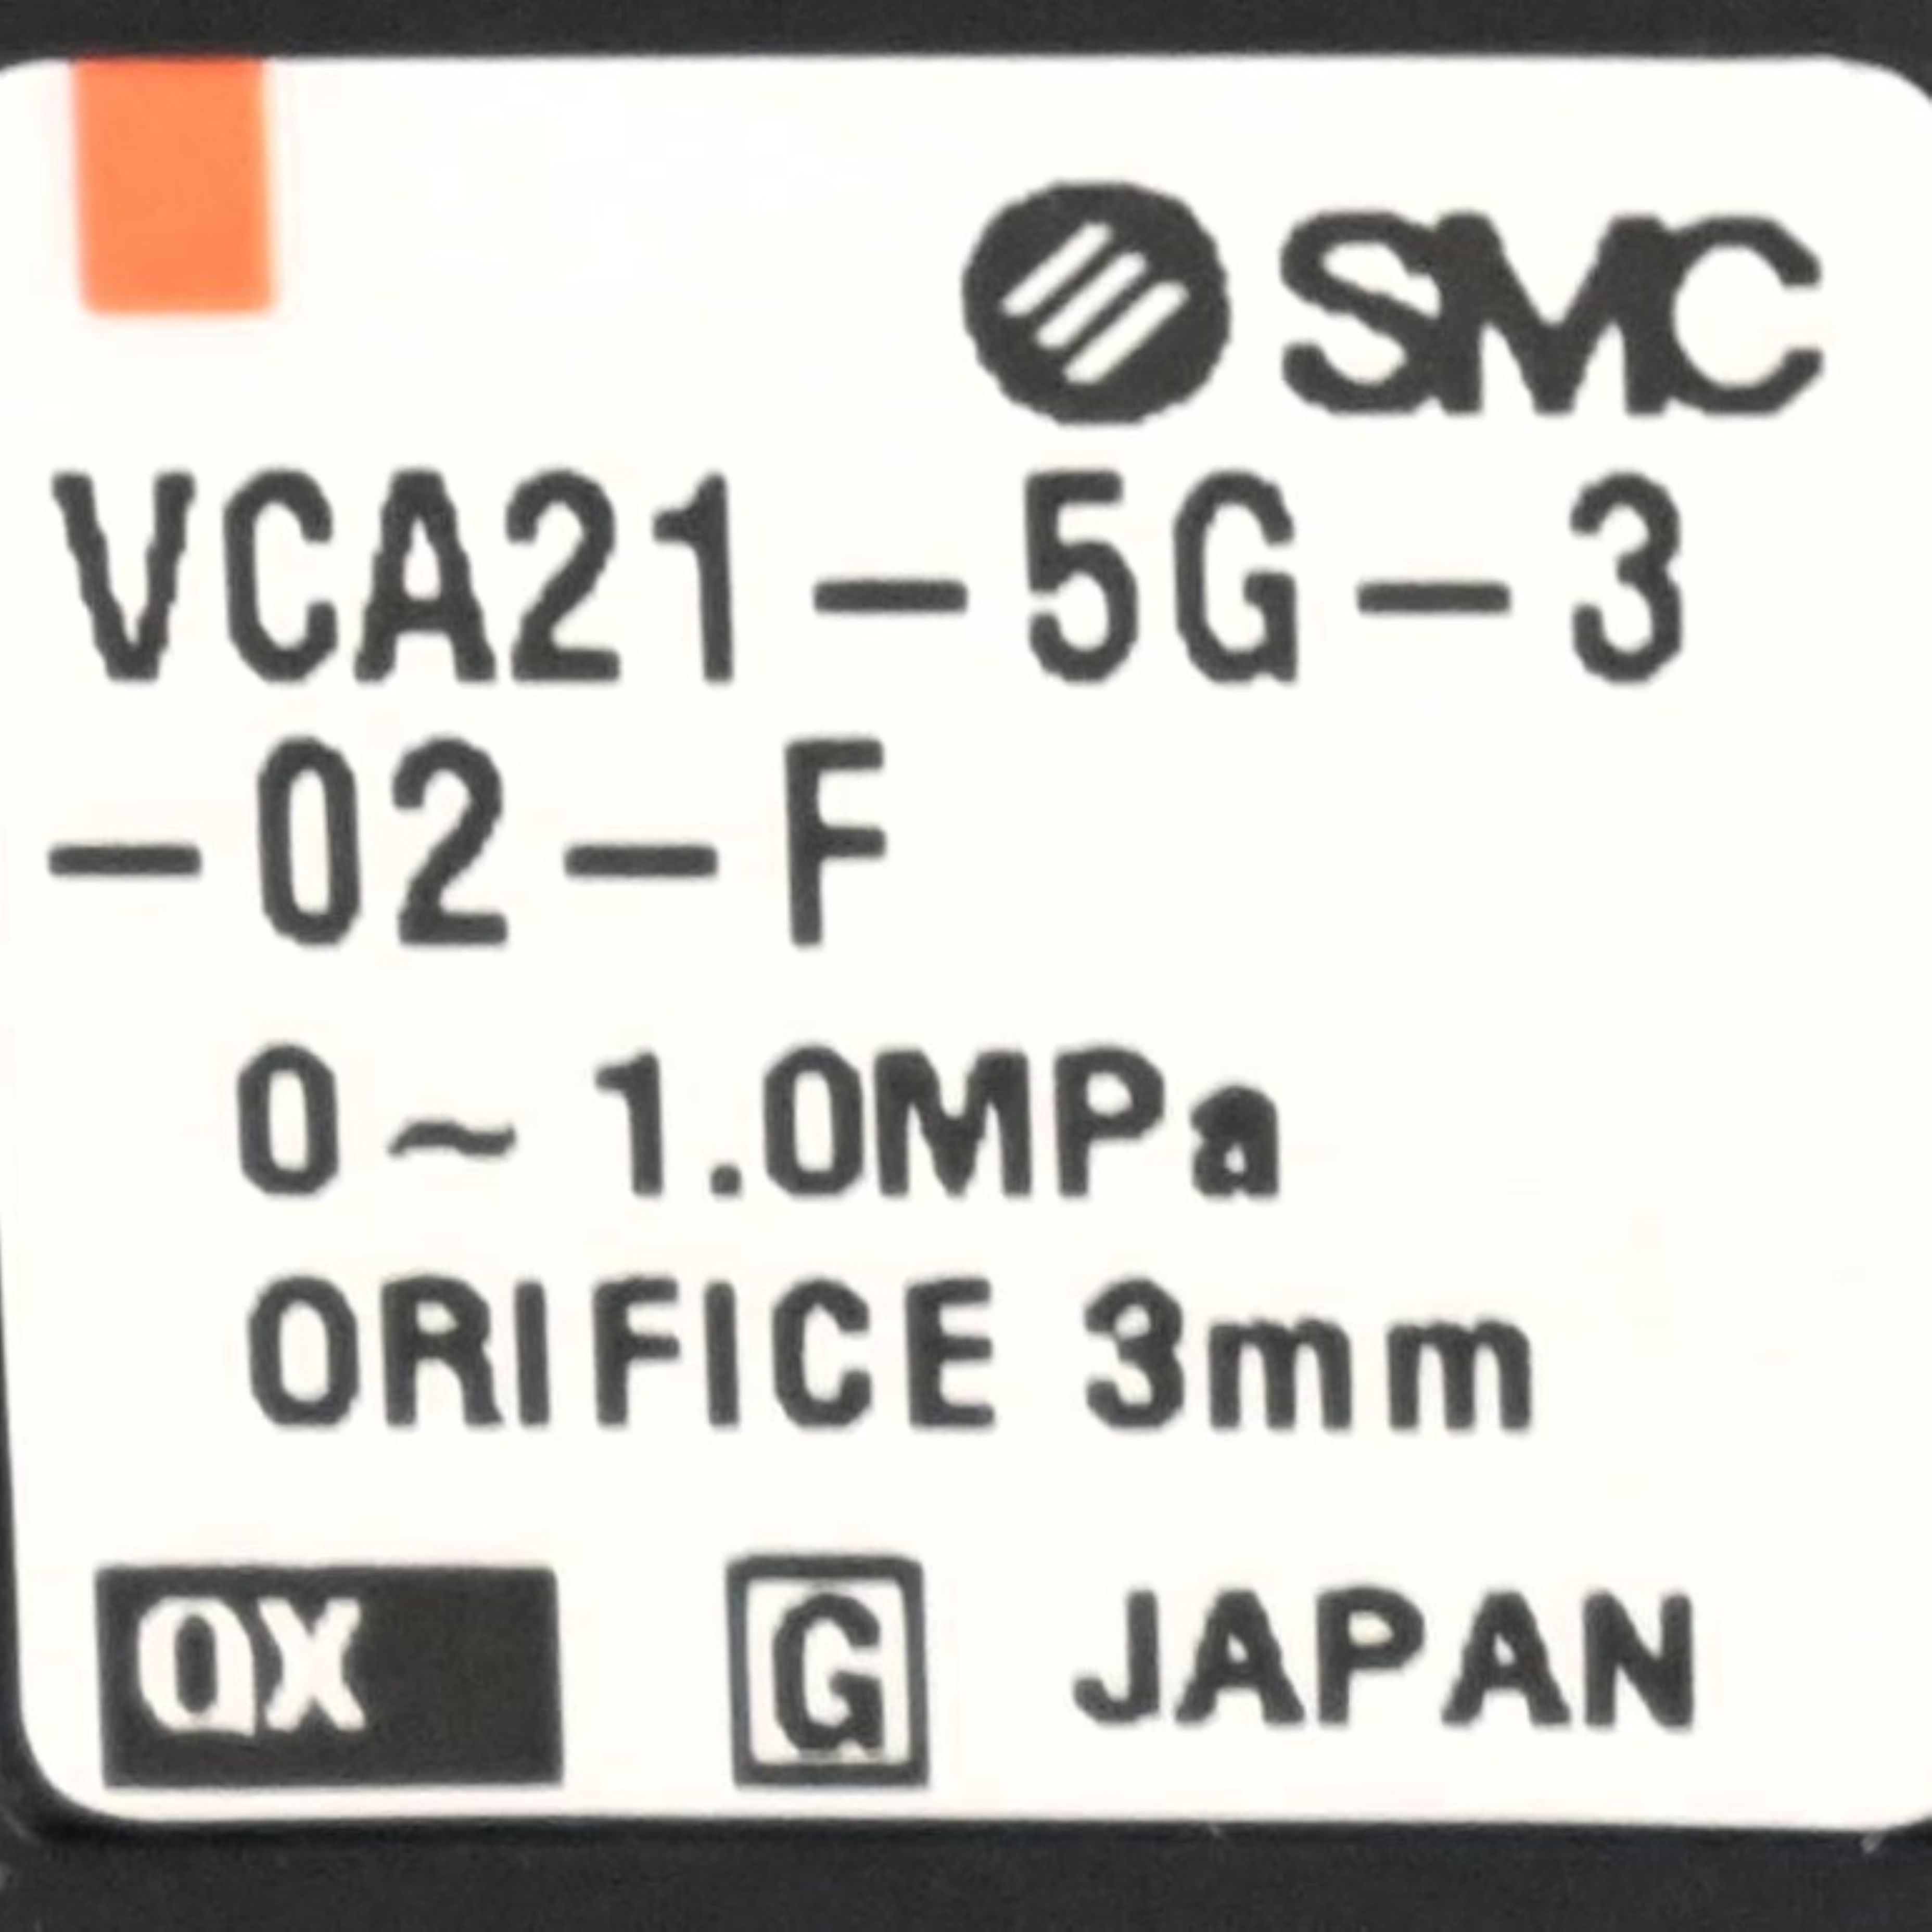 SMC
VCA21-5G-3
-02-F
0~1.0MPa
ORIFICE 3mm
QX G JAPAN